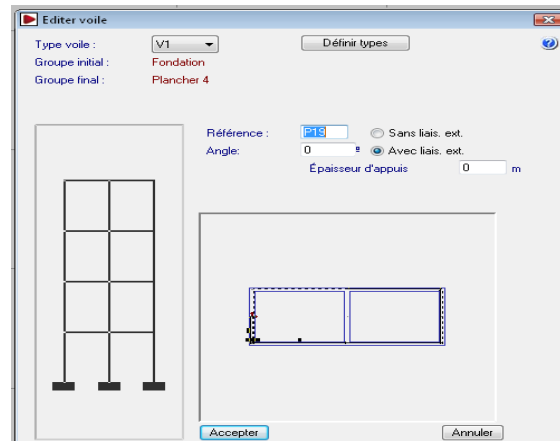 Editer voile
Type voile : V1 Définir types
Groupe initial : Fondation
Groupe final : Plancher 4
Référence : P19 Sans liais. ext.
Angle: 0 º Avec liais. ext.
Épaisseur d'appuis 0 m
Accepter Annuler